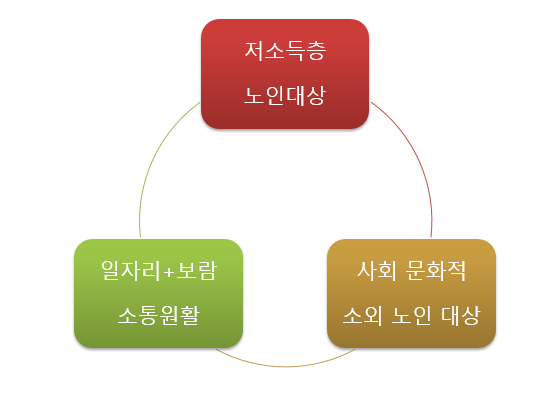 저소득층
노인대상
일자리+보람
소통원활
사회 문화적
소외 노인 대상